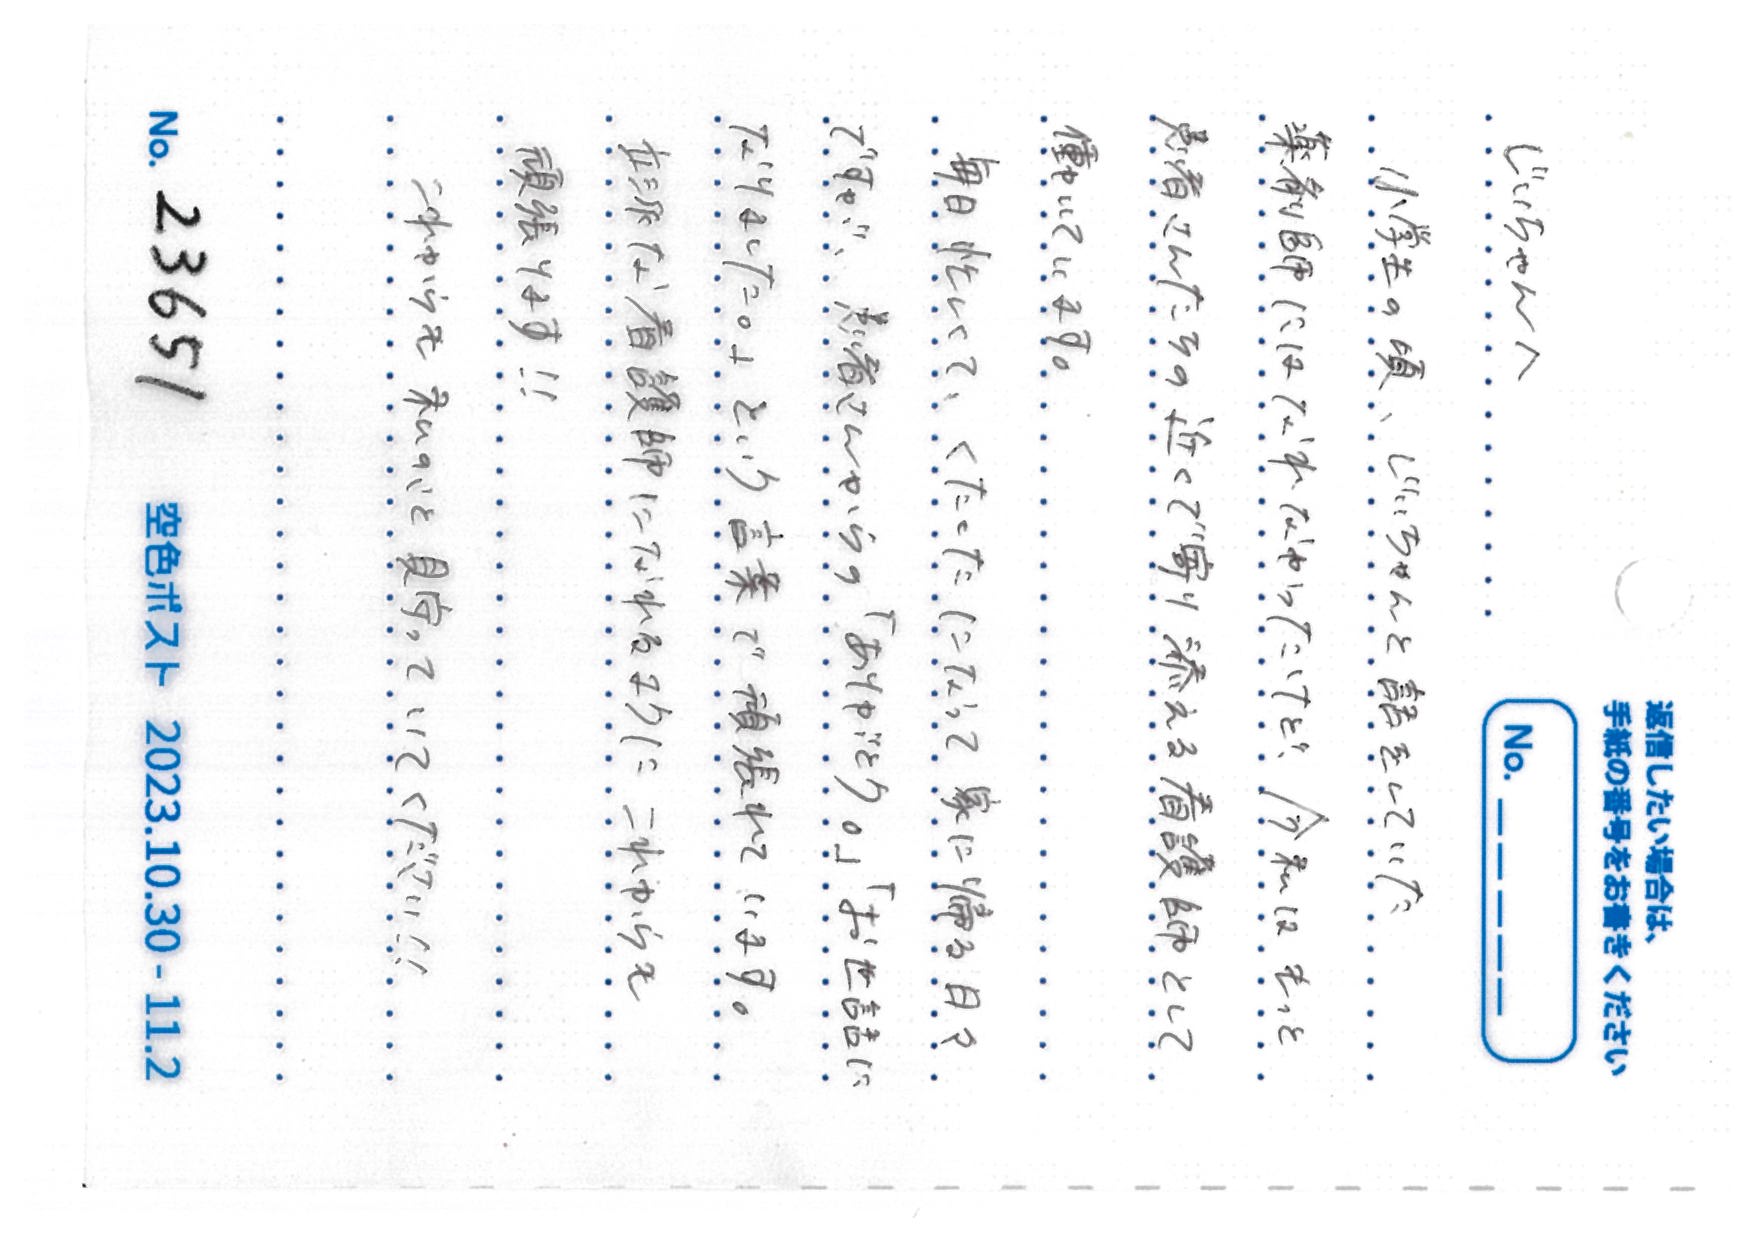 返信したい場合は、
手紙の番号をお書きください
No. _ _ _ _ _
じいちゃんへ
小学生の頃、じいちゃんと話をしていた
薬剤師にはなれなかったけど、今私はもっと
患者さんたちの近くで寄り添える看護師として
働いています。
毎日忙しくて、くたくたになって家に帰る日々
ですが、患者さんからの「ありがとう。」「お世話に
なりました。」という言葉で頑張れています。
立派な看護師になれるようにこれからも
頑張ります!!
これからも私のこと見守っていてください!!
No. 23651
空色ポスト 2023.10.30 - 11.2